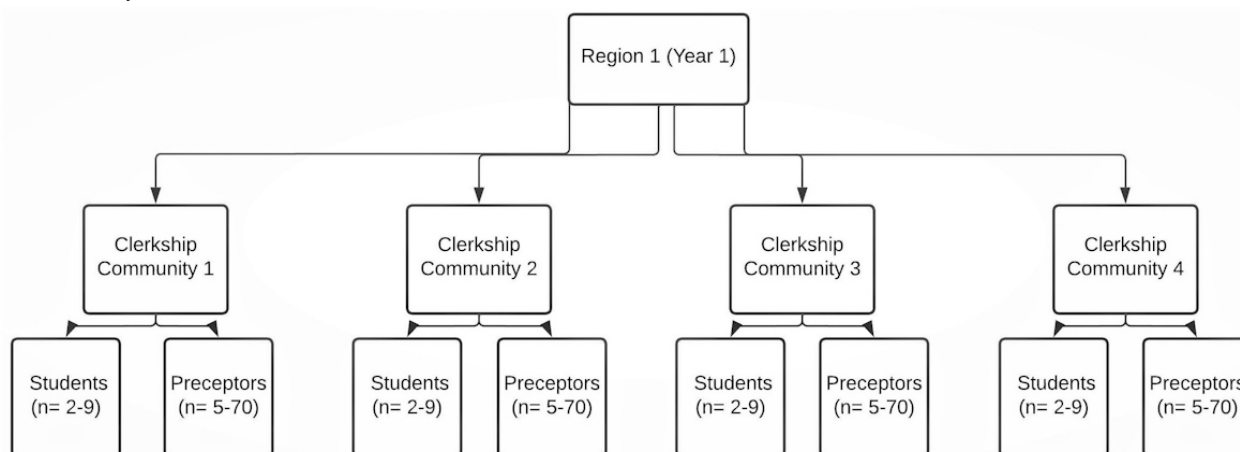 Region 1 (Year 1)
Clerkship
Community 1
Clerkship
Community 2
Clerkship
Community 3
Clerkship
Community 4
Students
(n= 2-9)
Preceptors
(n= 5-70)
Students
(n= 2-9)
Preceptors
(n= 5-70)
Students
(n= 2-9)
Preceptors
(n= 5-70)
Students
(n= 2-9)
Preceptors
(n= 5-70)